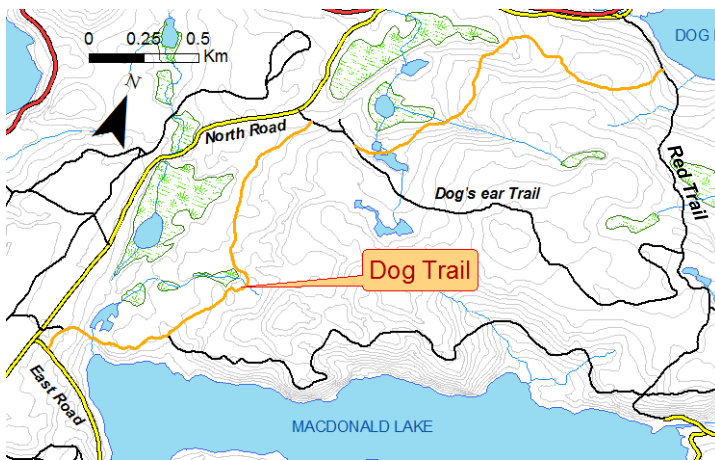 0 0.25 0.5
Km
N
DOG
North Road
Red Trail
Dog's ear Trail
Dog Trail
East Road
MACDONALD LAKE